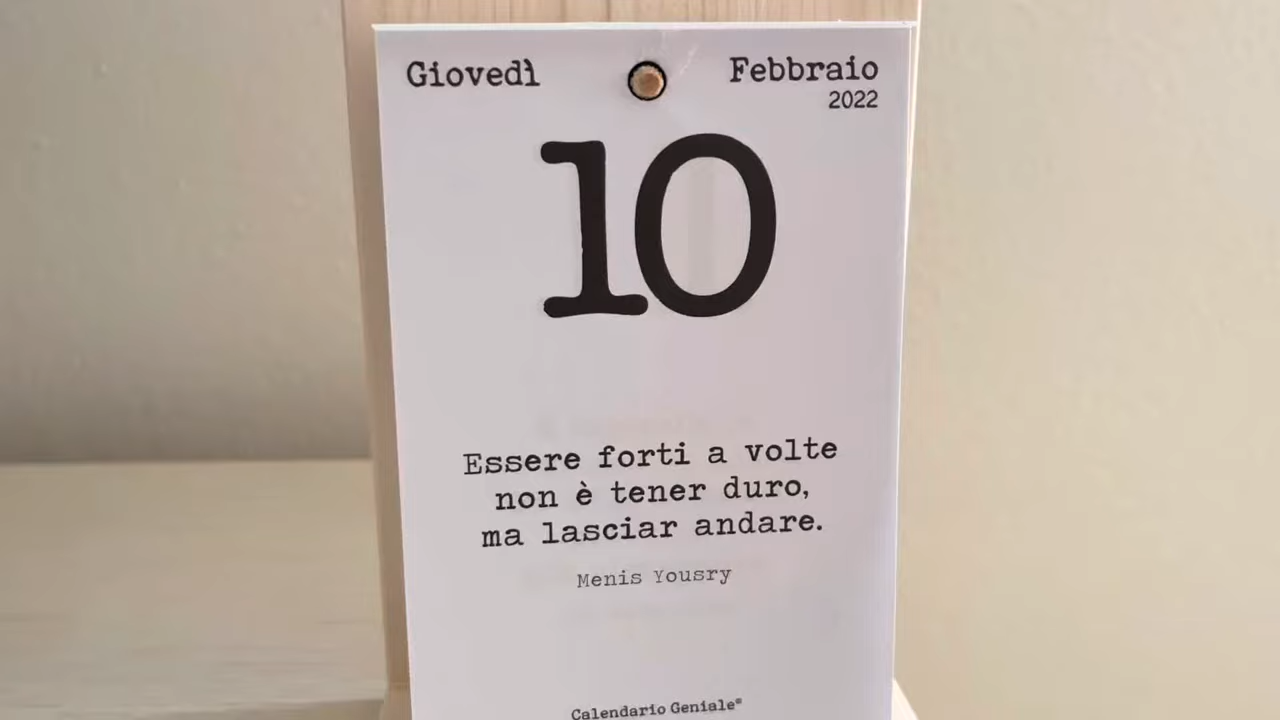 Giovedì
Febbraio
2022
10
Essere forti a volte
non è tener duro,
ma lasciar andare.
Menis Yousry
Calendario Geniale®